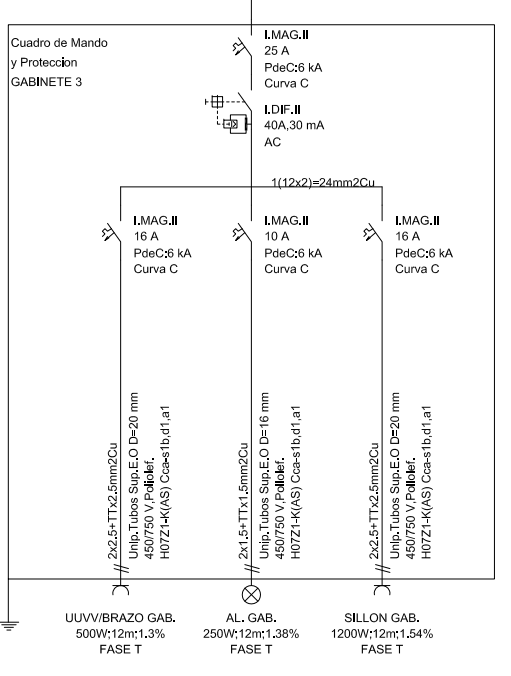 Cuadro de Mando
y Proteccion
GABINETE 3
I.MAG.II
25 A
PdeC:6 kA
Curva C
I.DIF.II
40A,30 mA
AC
1(12x2)=24mm2Cu
I.MAG.II
16 A
PdeC:6 kA
Curva C
I.MAG.II
10 A
PdeC:6 kA
Curva C
I.MAG.II
16 A
PdeC:6 kA
Curva C
2x2.5+TTx2.5mm2Cu
Unip.Tubos Sup.E.O D=20 mm
450/750 V,Poliolef.
H07Z1-K(AS) Cca-s1b,d1,a1
2x1.5+TTx1.5mm2Cu
Unip.Tubos Sup.E.O D=16 mm
450/750 V,Poliolef.
H07Z1-K(AS) Cca-s1b,d1,a1
2x2.5+TTx2.5mm2Cu
Unip.Tubos Sup.E.O D=20 mm
450/750 V,Poliolef.
H07Z1-K(AS) Cca-s1b,d1,a1
UUVV/BRAZO GAB.
500W;12m;1.3%
FASE T
AL. GAB.
250W;12m;1.38%
FASE T
SILLON GAB.
1200W;12m;1.54%
FASE T